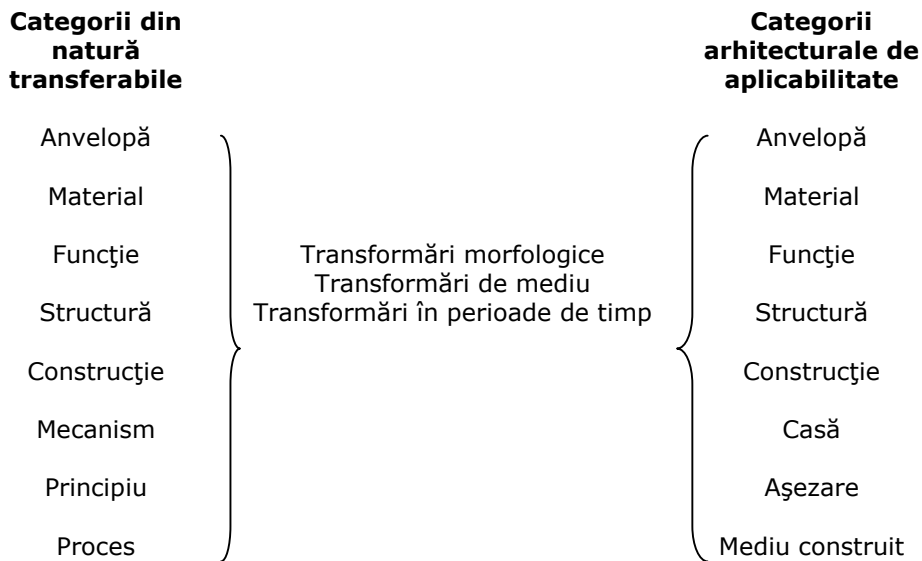 Categorii din
natură
transferabile
Anvelopă
Material
Funcţie
Structură
Construcţie
Mecanism
Principiu
Proces
Transformări morfologice
Transformări de mediu
Transformări în perioade de timp
Categorii
arhitecturale de
aplicabilitate
Anvelopă
Material
Funcţie
Structură
Construcţie
Casă
Aşezare
Mediu construit